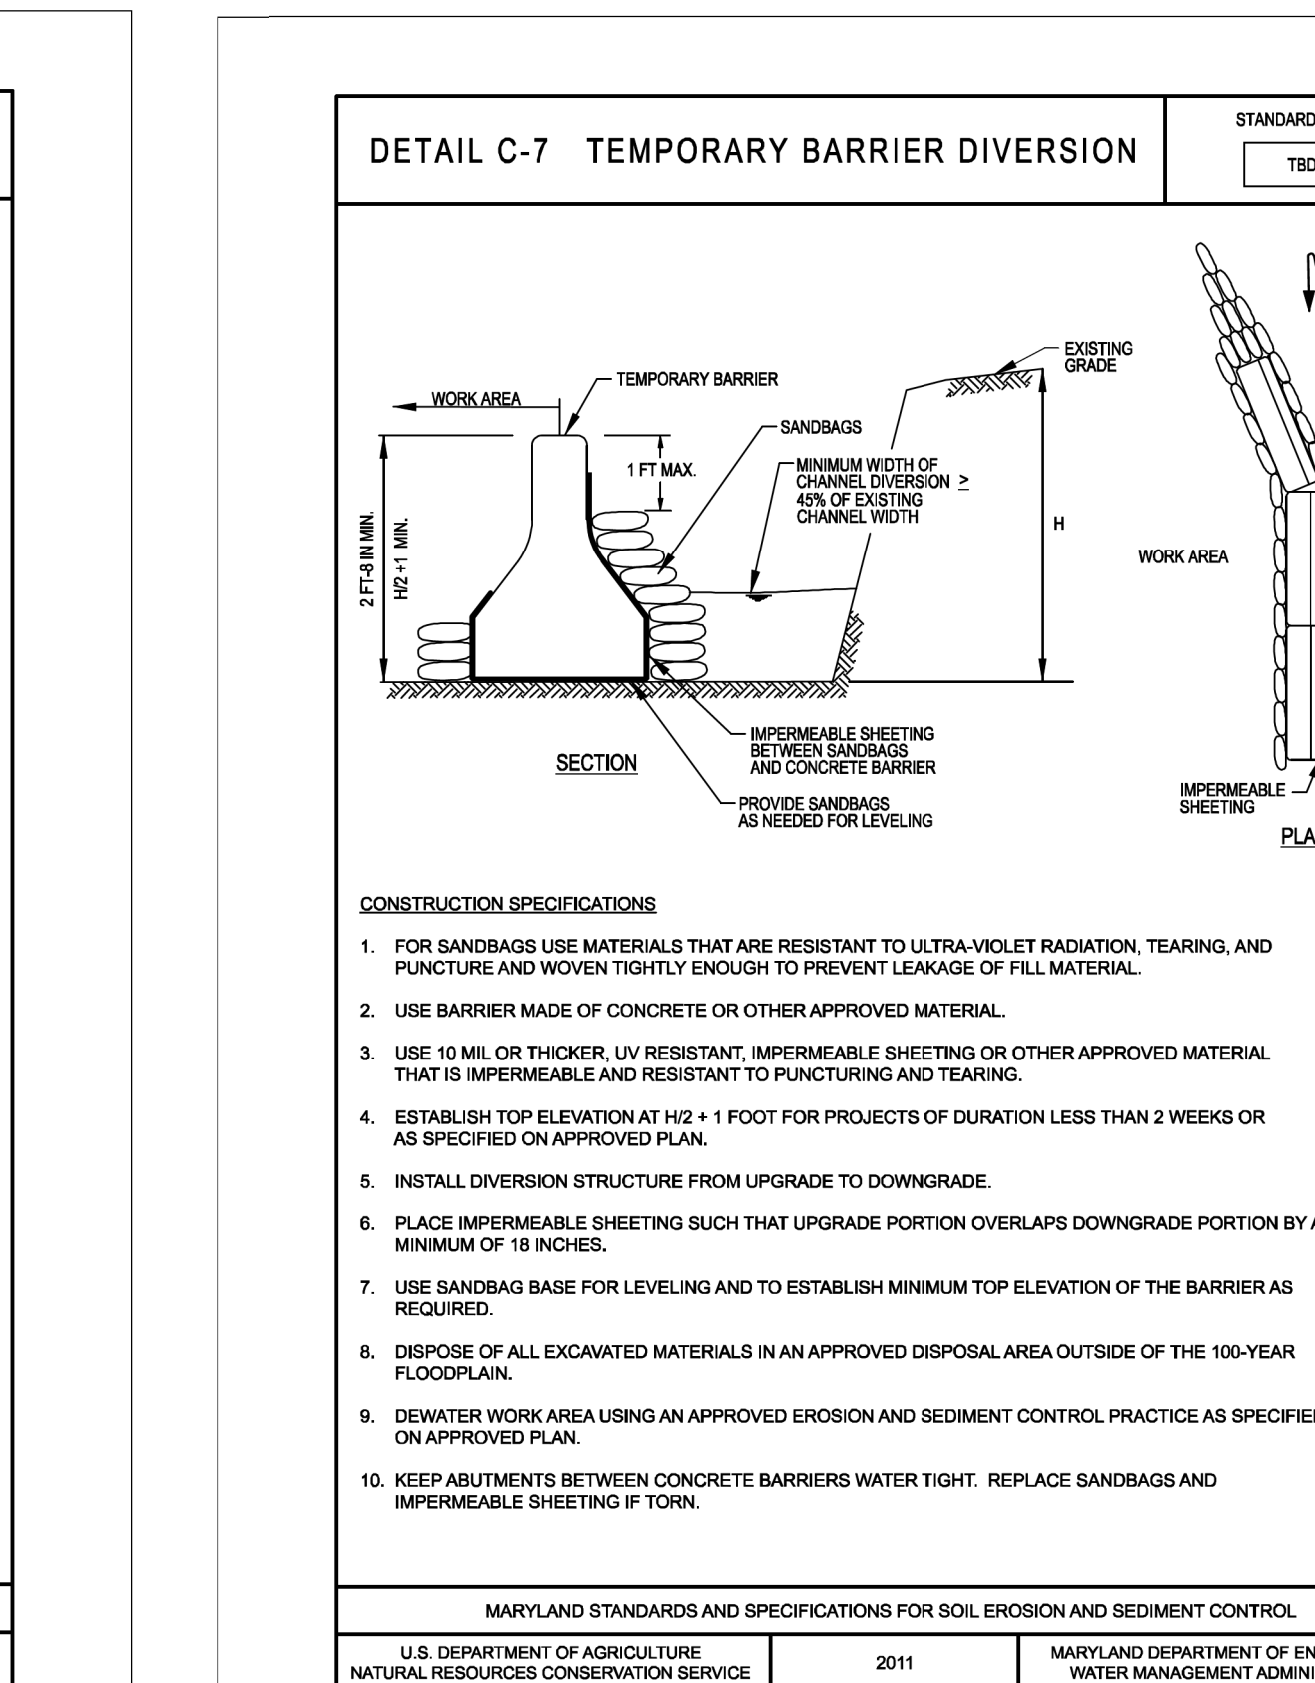 DETAIL C-7 TEMPORARY BARRIER DIVERSION
STANDARD
TBD
EXISTING
GRADE
TEMPORARY BARRIER
WORK AREA
SANDBAGS
1 FT MAX.
MINIMUM WIDTH OF
CHANNEL DIVERSION ≥
45% OF EXISTING
CHANNEL WIDTH
2 FT-8 IN MIN.
H/2 +1 MIN.
H
WORK AREA
IMPERMEABLE SHEETING
BETWEEN SANDBAGS
AND CONCRETE BARRIER
SECTION
PROVIDE SANDBAGS
AS NEEDED FOR LEVELING
IMPERMEABLE
SHEETING
PLA
CONSTRUCTION SPECIFICATIONS
1. FOR SANDBAGS USE MATERIALS THAT ARE RESISTANT TO ULTRA-VIOLET RADIATION, TEARING, AND
PUNCTURE AND WOVEN TIGHTLY ENOUGH TO PREVENT LEAKAGE OF FILL MATERIAL.
2. USE BARRIER MADE OF CONCRETE OR OTHER APPROVED MATERIAL.
3. USE 10 MIL OR THICKER, UV RESISTANT, IMPERMEABLE SHEETING OR OTHER APPROVED MATERIAL
THAT IS IMPERMEABLE AND RESISTANT TO PUNCTURING AND TEARING.
4. ESTABLISH TOP ELEVATION AT H/2 + 1 FOOT FOR PROJECTS OF DURATION LESS THAN 2 WEEKS OR
AS SPECIFIED ON APPROVED PLAN.
5. INSTALL DIVERSION STRUCTURE FROM UPGRADE TO DOWNGRADE.
6. PLACE IMPERMEABLE SHEETING SUCH THAT UPGRADE PORTION OVERLAPS DOWNGRADE PORTION BY A
MINIMUM OF 18 INCHES.
7. USE SANDBAG BASE FOR LEVELING AND TO ESTABLISH MINIMUM TOP ELEVATION OF THE BARRIER AS
REQUIRED.
8. DISPOSE OF ALL EXCAVATED MATERIALS IN AN APPROVED DISPOSAL AREA OUTSIDE OF THE 100-YEAR
FLOODPLAIN.
9. DEWATER WORK AREA USING AN APPROVED EROSION AND SEDIMENT CONTROL PRACTICE AS SPECIFIE
ON APPROVED PLAN.
10. KEEP ABUTMENTS BETWEEN CONCRETE BARRIERS WATER TIGHT. REPLACE SANDBAGS AND
IMPERMEABLE SHEETING IF TORN.
MARYLAND STANDARDS AND SPECIFICATIONS FOR SOIL EROSION AND SEDIMENT CONTROL
U.S. DEPARTMENT OF AGRICULTURE
NATURAL RESOURCES CONSERVATION SERVICE
2011
MARYLAND DEPARTMENT OF EN
WATER MANAGEMENT ADMINI